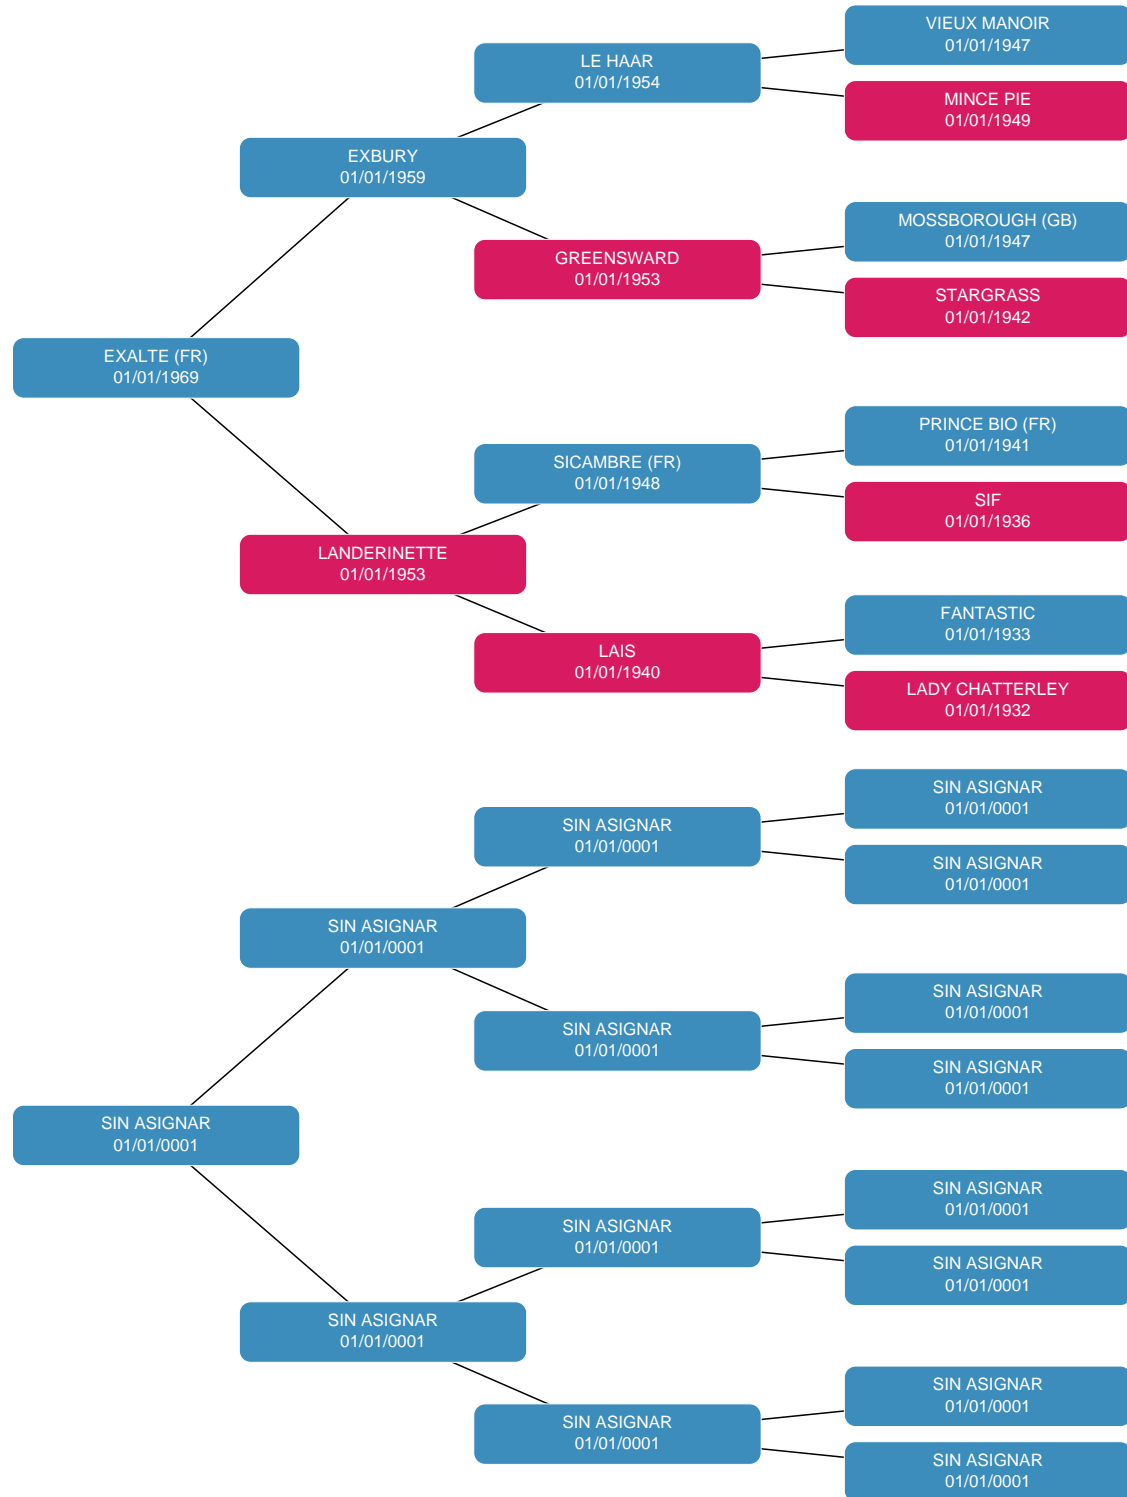 VIEUX MANOIR
01/01/1947
LE HAAR
01/01/1954
MINCE PIE
01/01/1949
EXBURY
01/01/1959
MOSSBOROUGH (GB)
01/01/1947
GREENSWARD
01/01/1953
STARGRASS
01/01/1942
EXALTE (FR)
01/01/1969
PRINCE BIO (FR)
01/01/1941
SICAMBRE (FR)
01/01/1948
SIF
01/01/1936
LANDERINETTE
01/01/1953
FANTASTIC
01/01/1933
LAIS
01/01/1940
LADY CHATTERLEY
01/01/1932
SIN ASIGNAR
01/01/0001
SIN ASIGNAR
01/01/0001
SIN ASIGNAR
01/01/0001
SIN ASIGNAR
01/01/0001
SIN ASIGNAR
01/01/0001
SIN ASIGNAR
01/01/0001
SIN ASIGNAR
01/01/0001
SIN ASIGNAR
01/01/0001
SIN ASIGNAR
01/01/0001
SIN ASIGNAR
01/01/0001
SIN ASIGNAR
01/01/0001
SIN ASIGNAR
01/01/0001
SIN ASIGNAR
01/01/0001
SIN ASIGNAR
01/01/0001
SIN ASIGNAR
01/01/0001